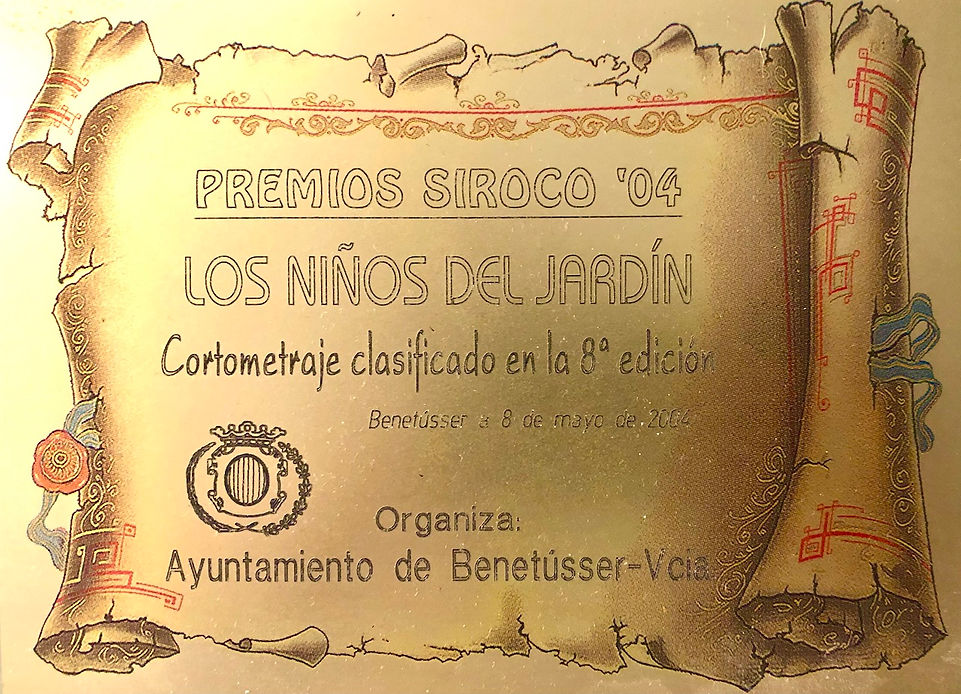 PREMIOS SIROCO '04
LOS NIÑOS DEL JARDÍN
Cortometraje clasificado en la 8ª edición
Benetússer a 8 de mayo de 2004
Organiza:
Ayuntamiento de Benetússer-Vcia.